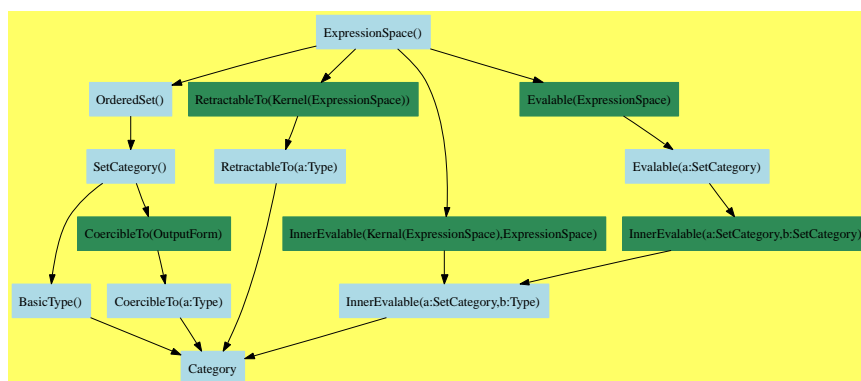 ExpressionSpace()
OrderedSet()
RetractableTo(Kernel(ExpressionSpace))
Evalable(ExpressionSpace)
SetCategory()
RetractableTo(a:Type)
Evalable(a:SetCategory)
CoercibleTo(OutputForm)
InnerEvalable(Kernal(ExpressionSpace),ExpressionSpace)
InnerEvalable(a:SetCategory,b:SetCategory)
BasicType()
CoercibleTo(a:Type)
InnerEvalable(a:SetCategory,b:Type)
Category